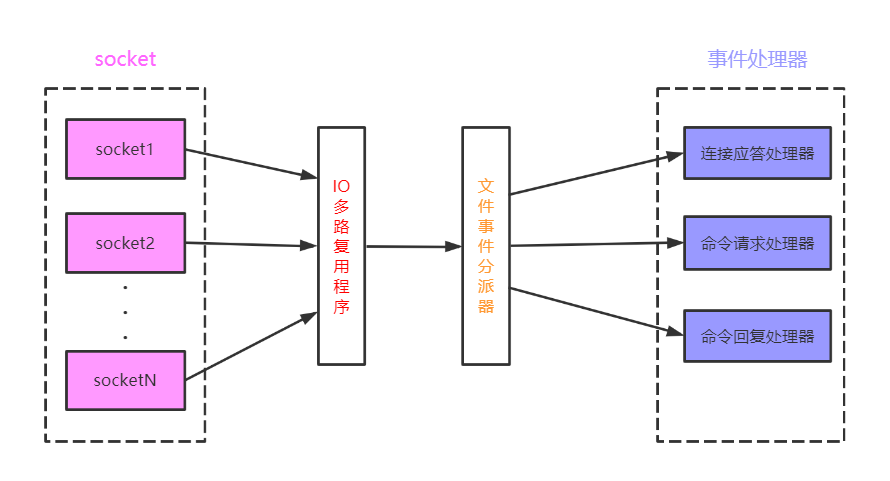 socket
事件处理器
socket1
socket2
socketN
IO
多
路
复
用
程
序
文
件
事
件
分
派
器
连接应答处理器
命令请求处理器
命令回复处理器